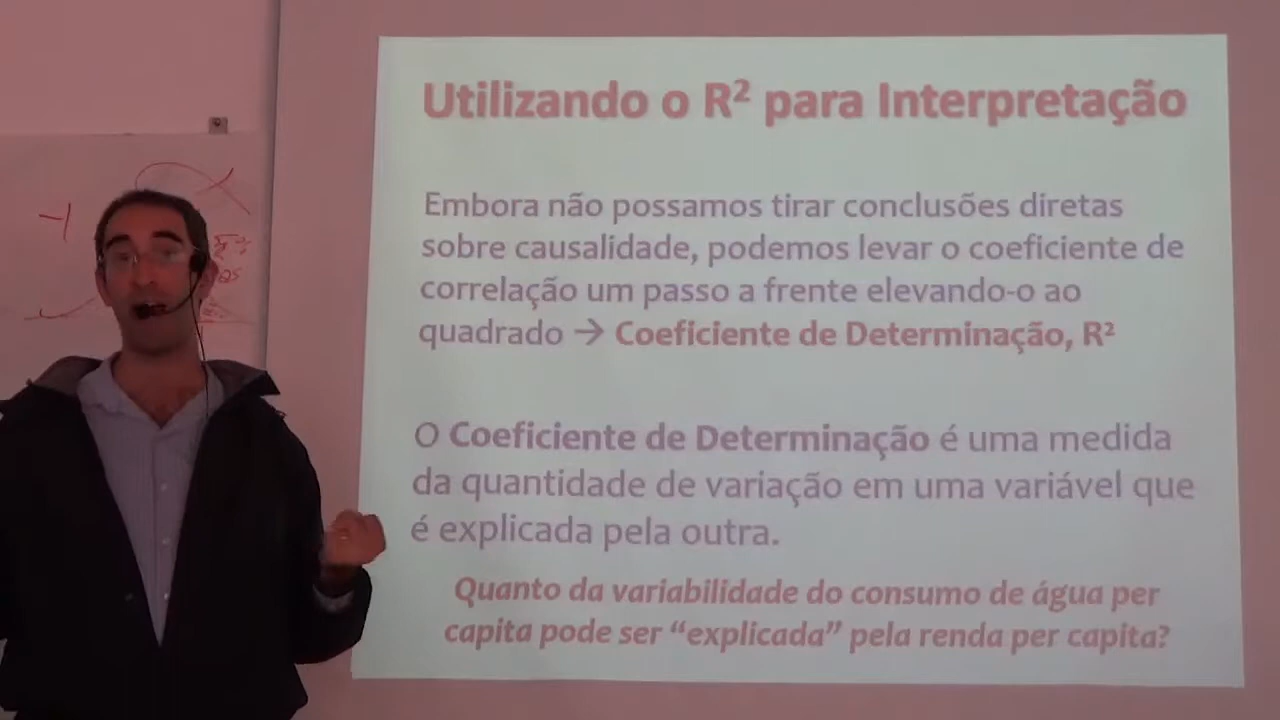 Utilizando o R² para Interpretação
Embora não possamos tirar conclusões diretas
sobre causalidade, podemos levar o coeficiente de
correlação um passo a frente elevando-o ao
quadrado → Coeficiente de Determinação, R²
O Coeficiente de Determinação é uma medida
da quantidade de variação em uma variável que
é explicada pela outra.
Quanto da variabilidade do consumo de água per
capita pode ser “explicada” pela renda per capita?
-1